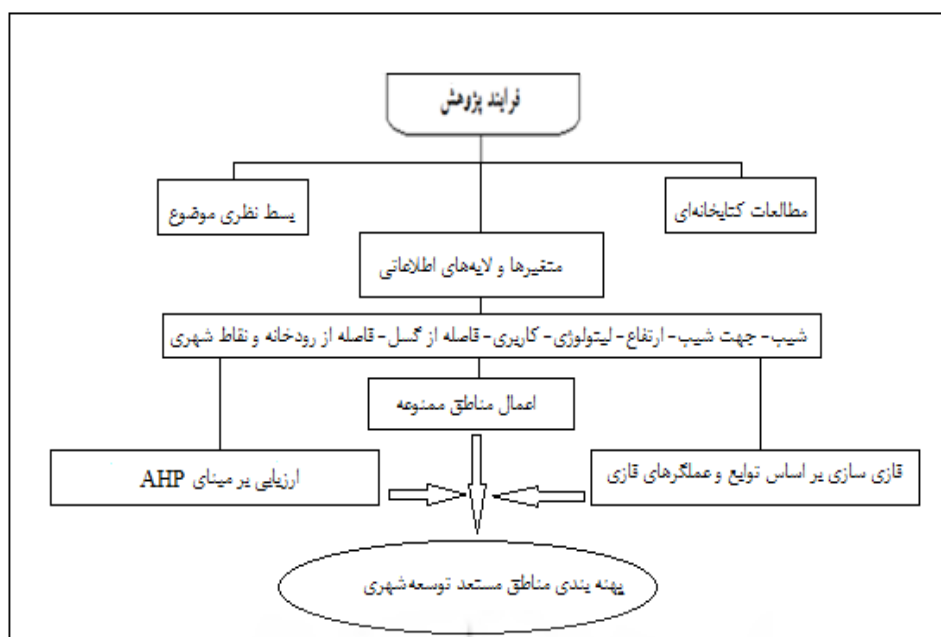 فرایند پژوهش
مطالعات کتابخانه‌ای
بسط نظری موضوع
متغیرها و لایه‌های اطلاعاتی
شیب- جهت شیب- ارتفاع- لیتولوژی- کاربری- فاصله از گسل- فاصله از رودخانه و نقاط شهری
اعمال مناطق ممنوعه
فازی سازی بر اساس توابع و عملگرهای فازی
ارزیابی بر مبنای AHP
پهنه بندی مناطق مستعد توسعه شهری